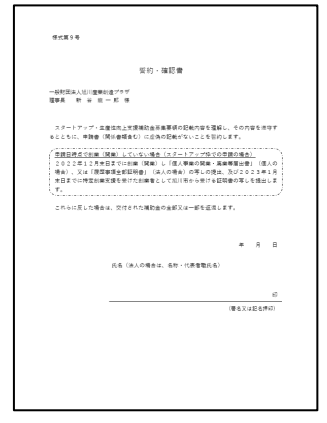 様式第9号
誓約・確認書
一般財団法人旭川産業創造プラザ
理事長 新谷龍一郎 様
スタートアップ・生産性向上支援補助金募集要領の記載内容を理解し、その内容を遵守す
るとともに、申請書(関係書類含む)に虚偽の記載がないことを誓約します。
申請日時点で創業(開業)していない場合(スタートアップ枠での申請の場合)
2022年12月末日までに創業(開業)し「個人事業の開業・廃業等届出書」(個人の
場合)、又は「履歴事項全部証明書」(法人の場合)の写しの提出、及び2023年1月
末日までに特定創業支援を受けた創業者として旭川市から受ける証明書の写しを提出しま
す。
これらに反した場合は、交付された補助金の全部又は一部を返還します。
年 月 日
氏名(法人の場合は、名称・代表者職氏名)
印
(署名又は記名押印)